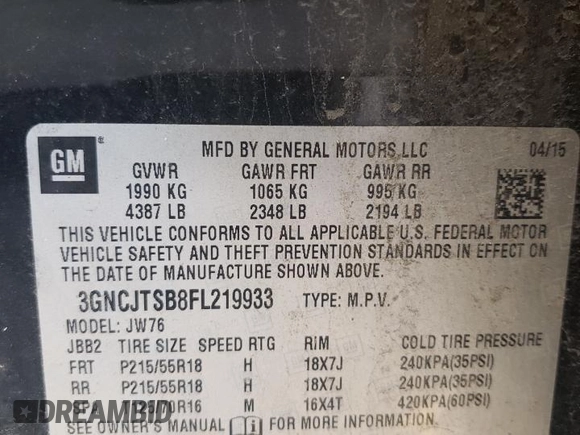 GM ®
MFD BY GENERAL MOTORS LLC 04/15
GVWR GAWR FRT GAWR RR
1990 KG 1065 KG 995 KG
4387 LB 2348 LB 2194 LB
THIS VEHICLE CONFORMS TO ALL APPLICABLE U.S. FEDERAL MOTOR
VEHICLE SAFETY AND THEFT PREVENTION STANDARDS IN EFFECT ON
THE DATE OF MANUFACTURE SHOWN ABOVE.
3GNCJTSB8FL219933 TYPE: M.P.V.
MODEL: JW76
JBB2 TIRE SIZE SPEED RTG RIM COLD TIRE PRESSURE
FRT P215/55R18 H 18X7J 240KPA(35PSI)
RR P215/55R18 H 18X7J 240KPA(35PSI)
M 16X4T 420KPA(60PSI)
SEE OWNER'S MANUAL FOR MORE INFORMATION.
DREAMBID